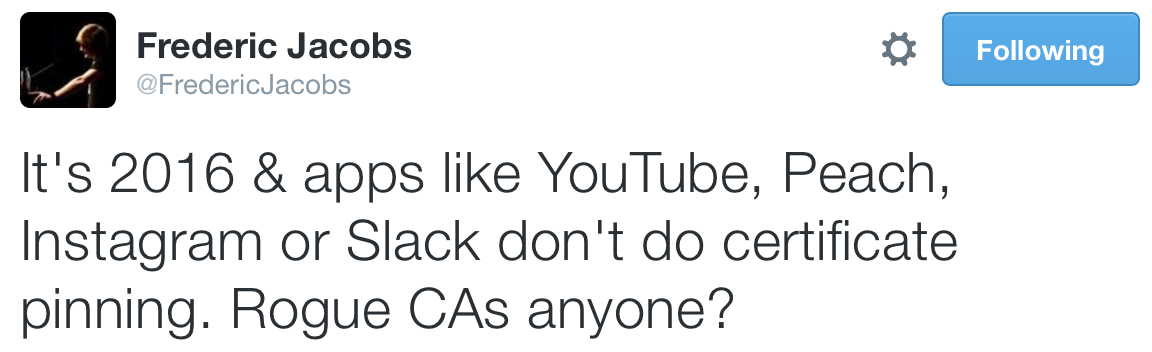 Frederic Jacobs
@FredericJacobs
Following
It's 2016 & apps like YouTube, Peach,
Instagram or Slack don't do certificate
pinning. Rogue CAs anyone?